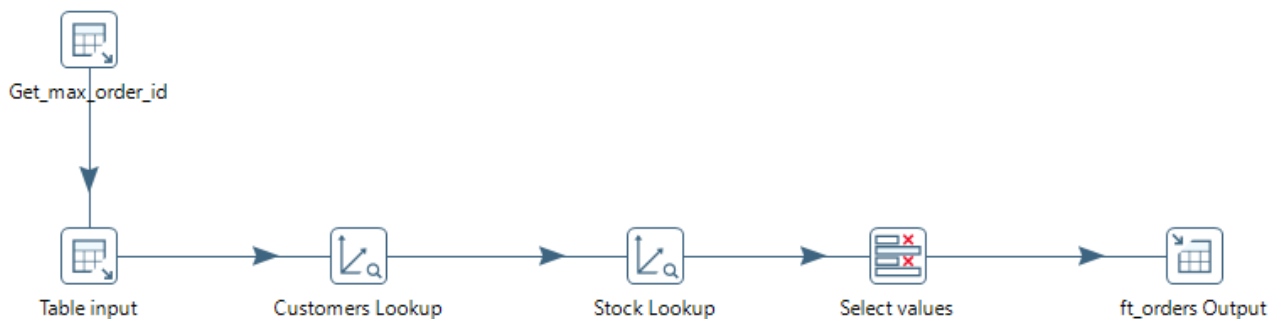 Get_max_order_id
Table input
Customers Lookup
Stock Lookup
Select values
ft_orders Output